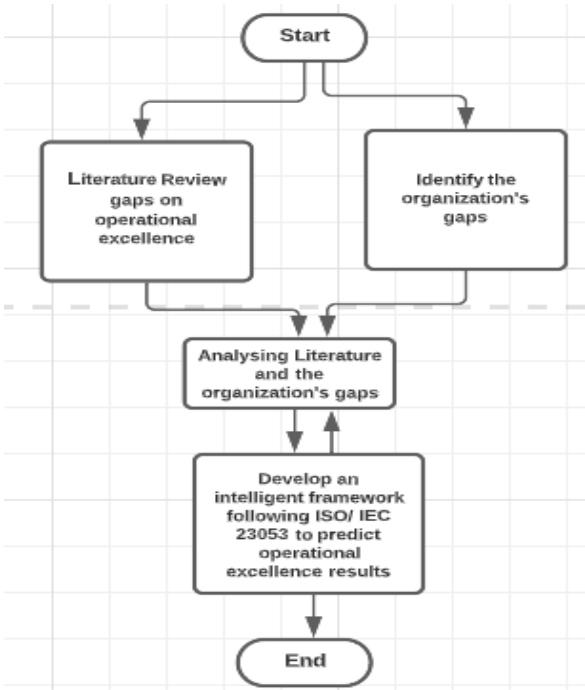 Start
Literature Review
gaps on
operational
excellence
Identify the
organization's
gaps
Analysing Literature
and the
organization's gaps
Develop an
intelligent framework
following ISO/ IEC
23053 to predict
operational
excellence results
End